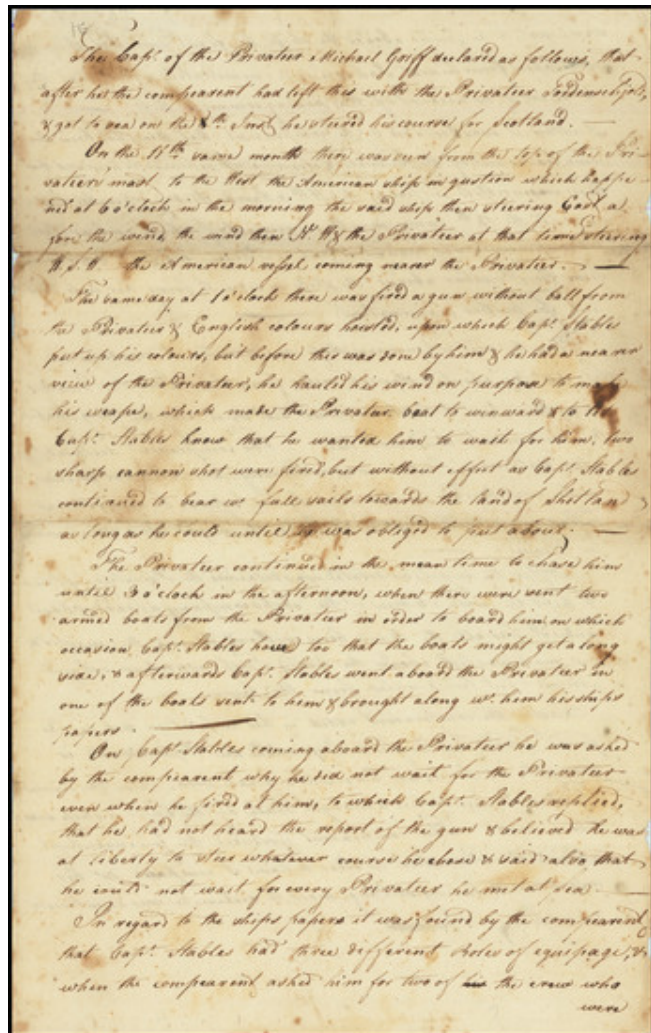 The Capt. of the Privateer Michael Griff declared as follows, that
after he the compearent had left this with the Privateer Tordenschjold,
& got to sea on the 8th Inst. he steered his course for Scotland. —
On the 11th same month there was seen from the top of the Pri-
vateers mast to the West the American ship in qustion which happe
ned at 6 o'clock in the morning the said ship then steering East a
fore the wind, the wind then N. W & the Privateer at that time steering
W. S. W. the American vessel coming nearer the Privateer. —
The same day at 1 o'clock there was fired a gun without ball from
the Privateer & English colours hoisted, upon which Capt. Stables
put up his colours, but before this was done by him & he had a nearer
view of the Privateer, he hauled his wind on purpose to make
his escape, which made the Privateer beat to winward & to let
Capt. Stables know that he wanted him to wait for him, two
sharp cannon shot were fired, but without effect as Capt. Stables
continued to bear wt. full sails towards the land of Shetland
as long as he could until he was obliged to put about. —
The Privateer continued in the mean time to chase him
until 3 o'clock in the afternoon, when there were sent two
armed boats from the Privateer in order to board him, on which
occasion Capt. Stables hove too that the boats might get along
side, & afterwards Capt. Stables went aboard the Privateer in
one of the boats sent to him & brought along wt. him his ships
papers.
On Capt. Stables coming aboard the Privateer he was asked
by the compearent why he did not wait for the Privateer
even when he fired at him, to which Capt. Stables replied,
that he had not heard the report of the gun & believed he was
at liberty to steer whatever course he chose & said also that
he could not wait for every Privateer he met at sea —
In regard to the ships papers it was found by the compearent
that Capt. Stables had three different Roles of equipage, &
when the compearent asked him for two of the crew who
were